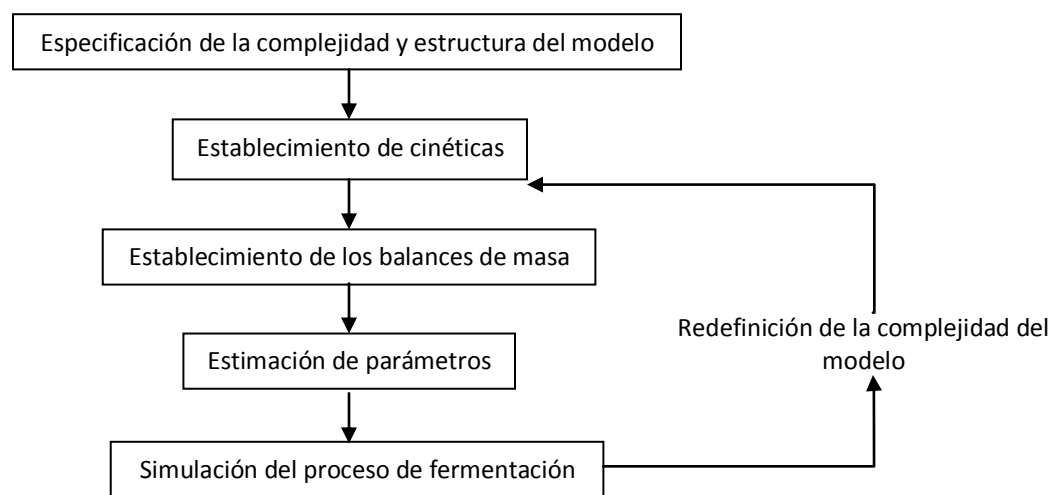 Especificación de la complejidad y estructura del modelo
Establecimiento de cinéticas
Establecimiento de los balances de masa
Estimación de parámetros
Simulación del proceso de fermentación
Redefinición de la complejidad del
modelo